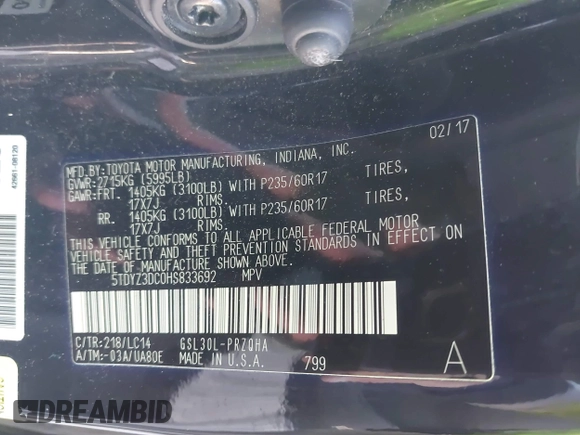 42661-08120
MFD.BY:TOYOTA MOTOR MANUFACTURING, INDIANA, INC. 02/17
GVWR:2715KG (5995LB)
GAWR:FRT. 1405KG (3100LB) WITH P235/60R17 TIRES,
17X7J RIMS.
RR. 1405KG (3100LB) WITH P235/60R17 TIRES,
17X7J RIMS.
THIS VEHICLE CONFORMS TO ALL APPLICABLE FEDERAL MOTOR
VEHICLE SAFETY AND THEFT PREVENTION STANDARDS IN EFFECT ON
THE DATE OF MANUFACTURE SHOWN ABOVE.
5TDYZ3DC0HS833692 MPV
C/TR:218/LC14 GSL30L-PRZQHA
A/TM:-03A/UA80E MADE IN U.S.A. 799 A
DREAMBID